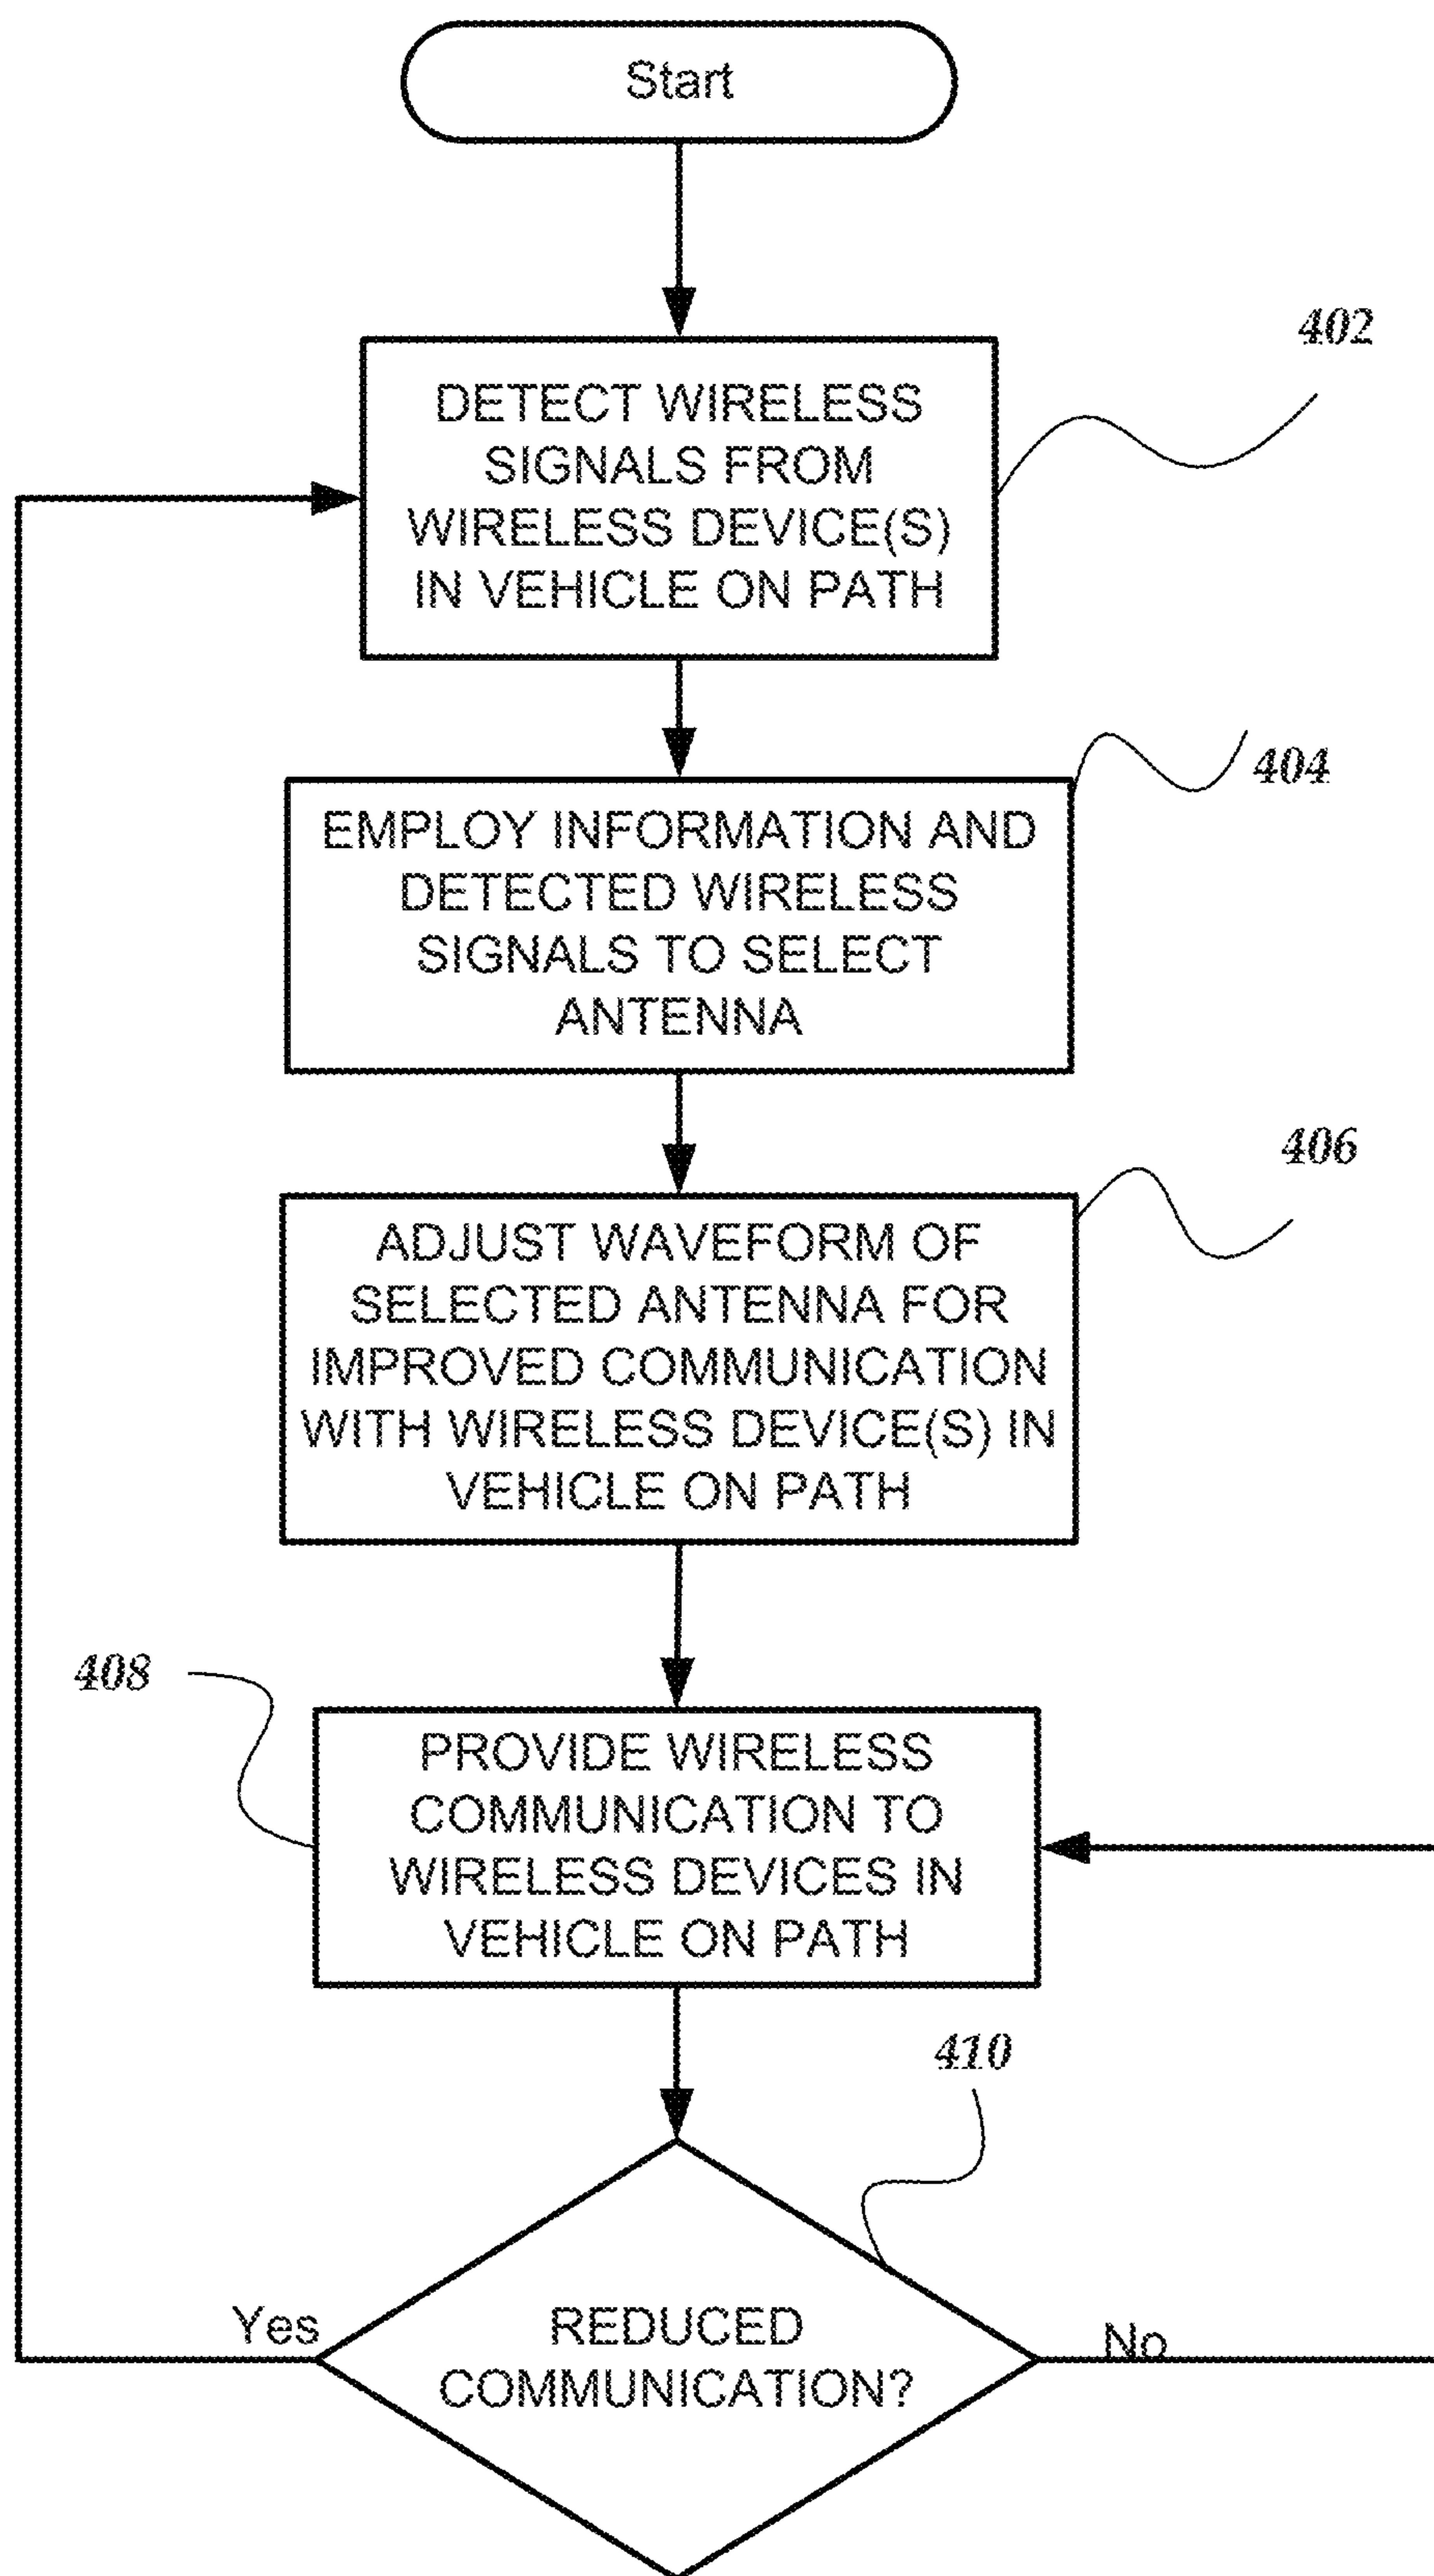 Start
402
DETECT WIRELESS
SIGNALS FROM
WIRELESS DEVICE(S)
IN VEHICLE ON PATH
404
EMPLOY INFORMATION AND
DETECTED WIRELESS
SIGNALS TO SELECT
ANTENNA
406
ADJUST WAVEFORM OF
SELECTED ANTENNA FOR
IMPROVED COMMUNICATION
WITH WIRELESS DEVICE(S) IN
VEHICLE ON PATH
408
PROVIDE WIRELESS
COMMUNICATION TO
WIRELESS DEVICES IN
VEHICLE ON PATH
410
Yes
REDUCED
COMMUNICATION?
No